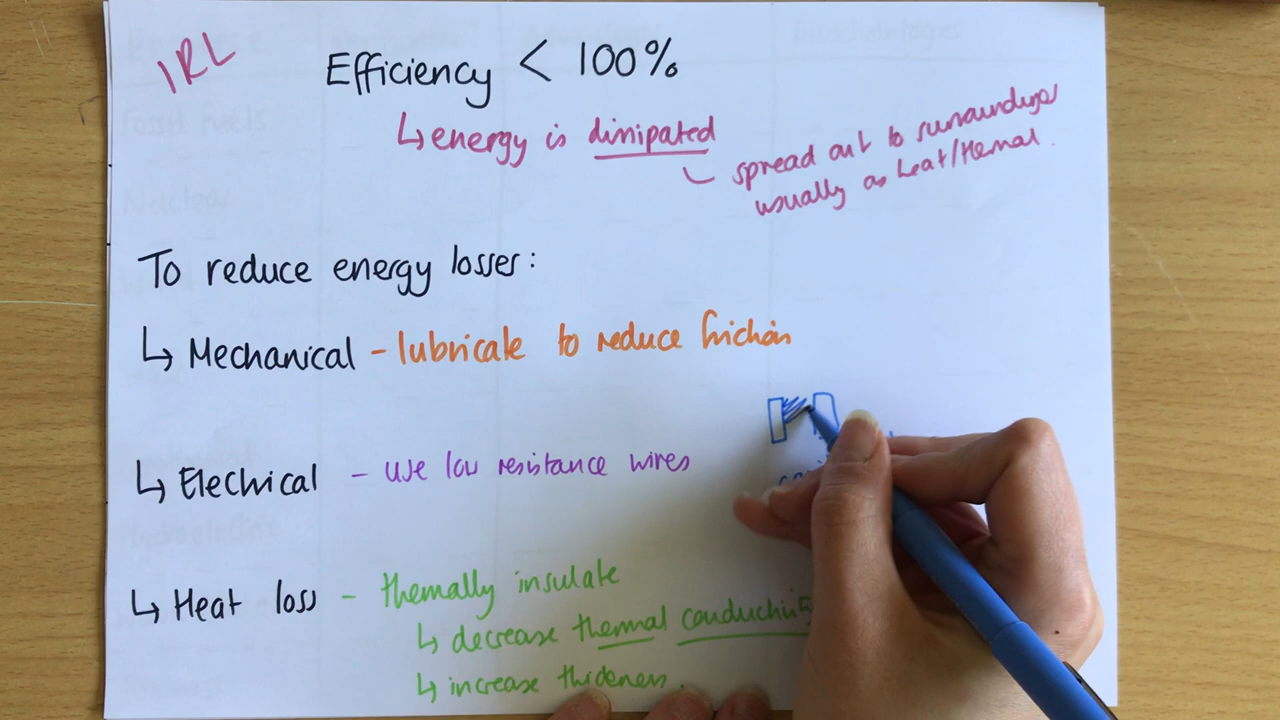 IRL
Efficiency < 100%
↳ energy is dissipated
spread out to surroundings
usually as heat/thermal.
To reduce energy losses:
↳ Mechanical - lubricate to reduce friction
↳ Electrical - use low resistance wires
↳ Heat loss - thermally insulate
↳ decrease thermal conductivity
↳ increase thickness.